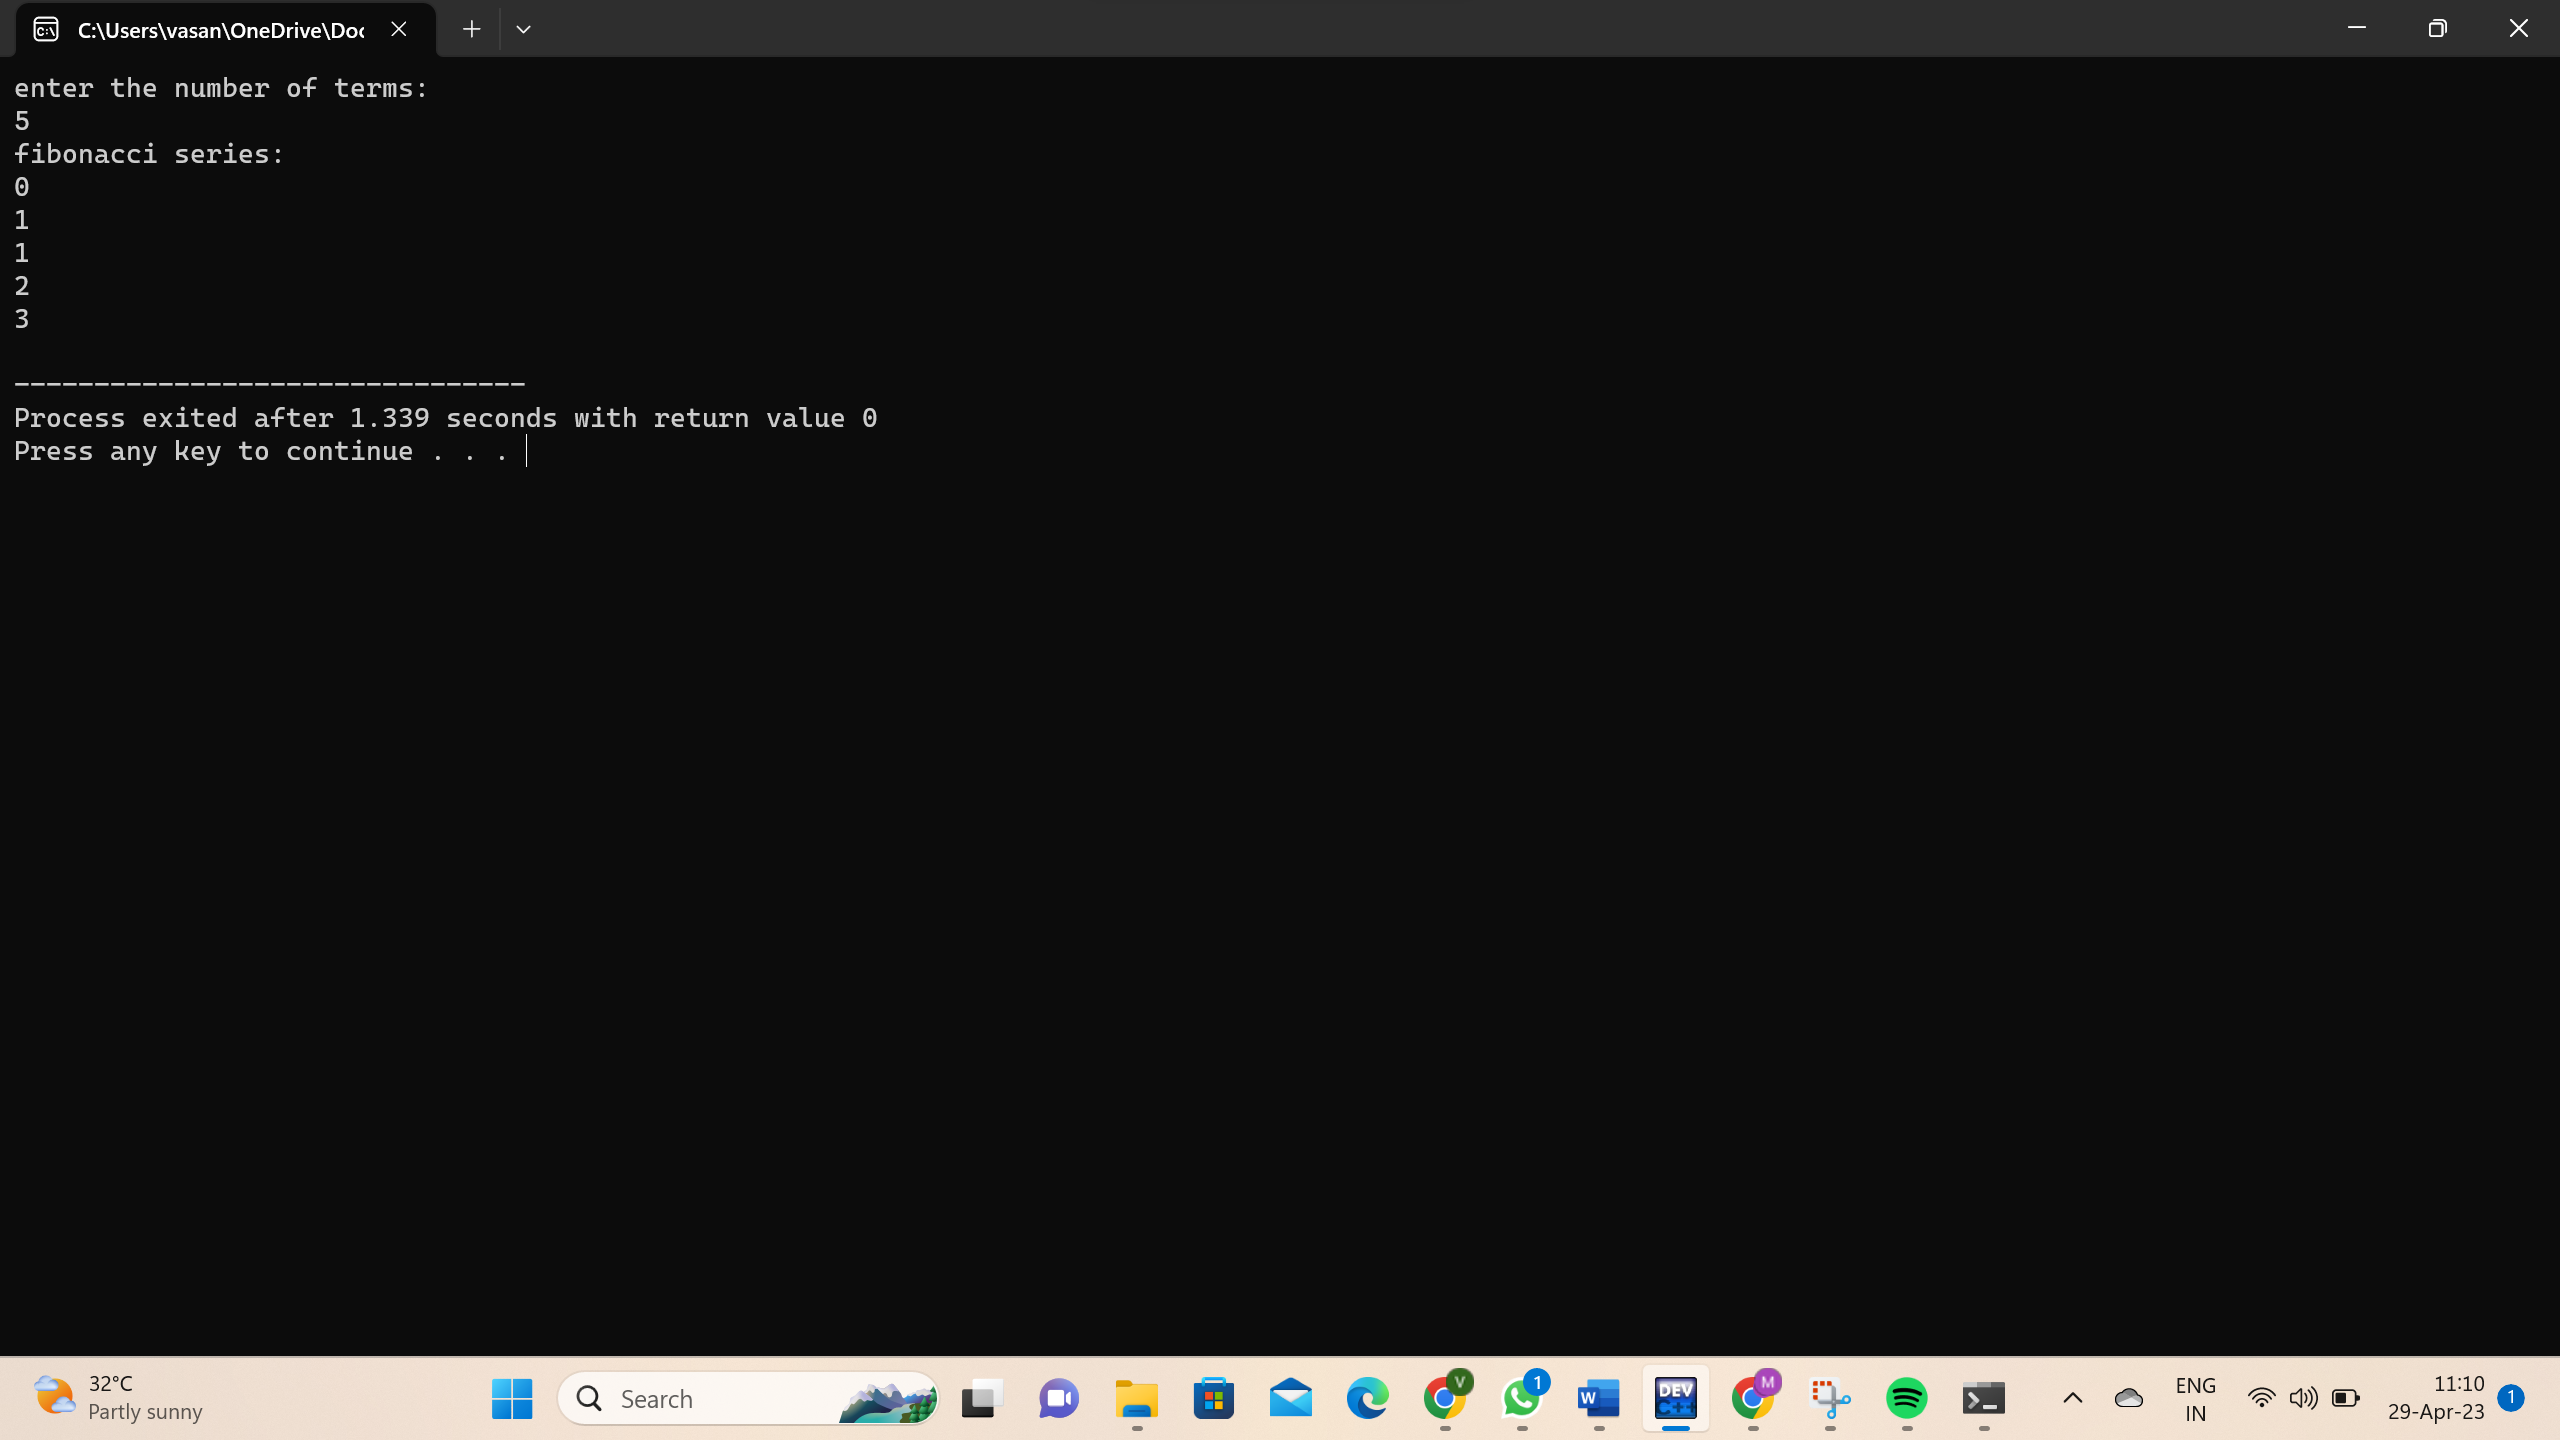 C:\Users\vasan\OneDrive\Doc
enter the number of terms:
5
fibonacci series:
0
1
1
2
3
--------------------------------
Process exited after 1.339 seconds with return value 0
Press any key to continue . . .
32°C
Partly sunny
Search
V
1
W
DEV
C++
M
ENG
IN
11:10
29-Apr-23
1